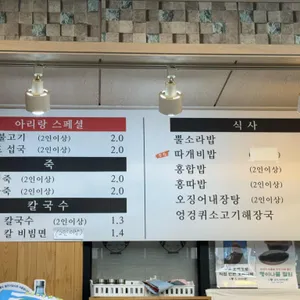 아리랑 스페셜
불고기 (2인이상) 2.0
섭국 (2인이상) 2.0
죽
죽 (2인이상) 2.0
죽 (2인이상) 2.0
칼국수
칼국수 (2인이상) 1.3
칼 비빔면 1.4
식사
뿔소라밥
따개비밥
홍합밥 (2인이상)
홍따밥 (2인이상)
오징어내장탕 (2인이상)
엉겅퀴소고기해장국